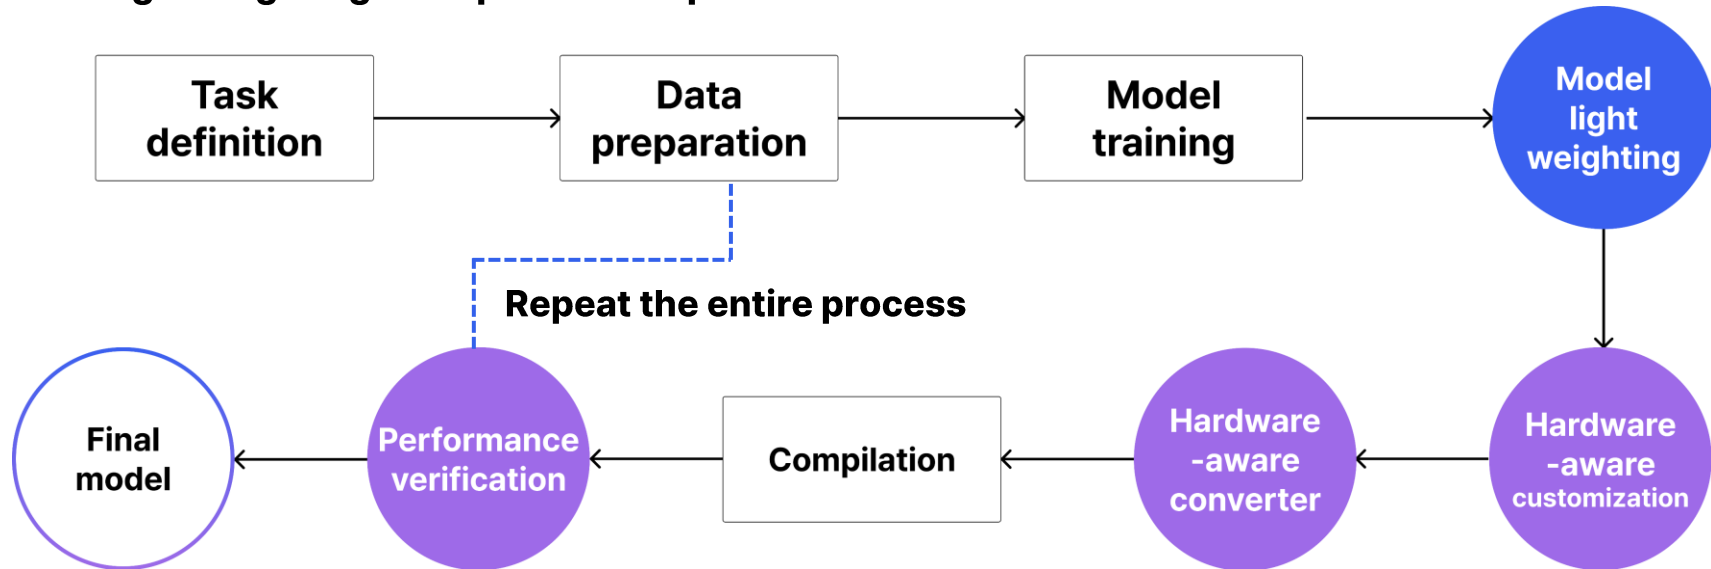 Task
definition
Data
preparation
Model
training
Model
light
weighting
Repeat the entire process
Final
model
Performance
verification
Compilation
Hardware
-aware
converter
Hardware
-aware
customization